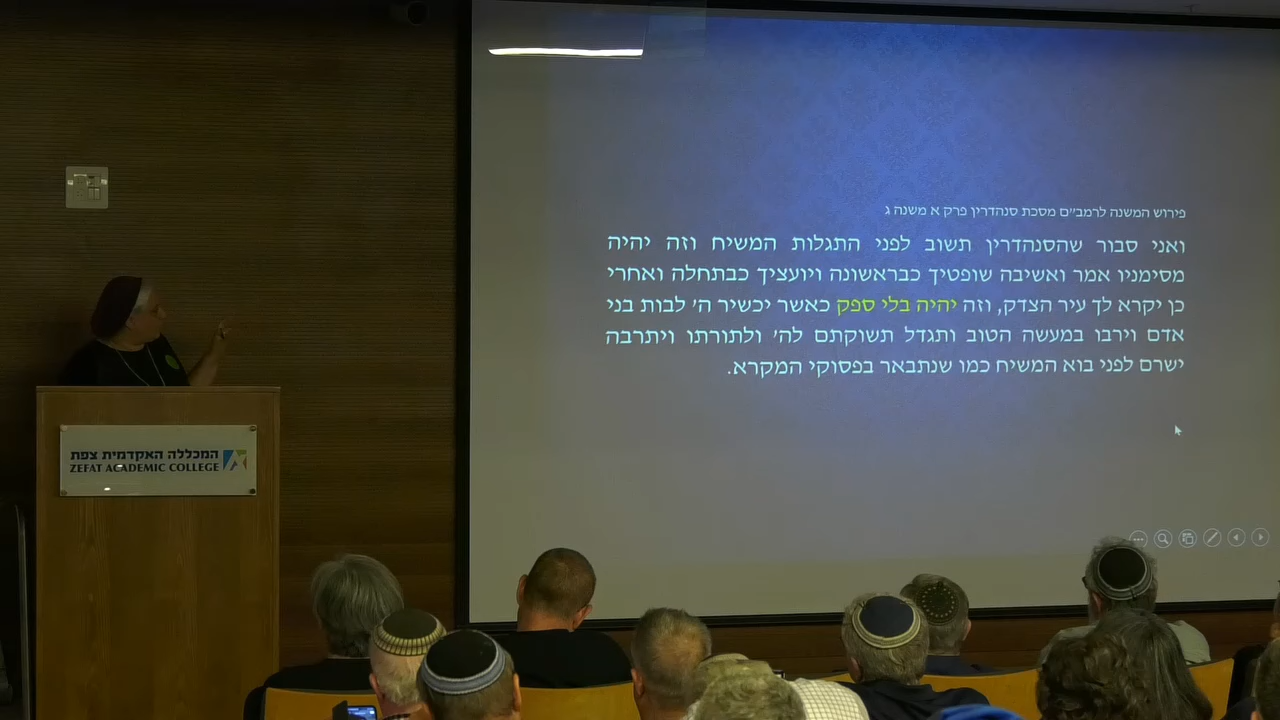 פירוש המשנה לרמב״ם מסכת סנהדרין פרק א משנה ג
ואני סבור שהסנהדרין תשוב לפני התגלות המשיח וזה יהיה
מסימניו אמר ואשיבה שופטיך כבראשונה ויועציך כבתחלה ואחרי
כן יקרא לך עיר הצדק, וזה יהיה בלי ספק כאשר יכשיר ה׳ לבות בני
אדם וירבו במעשה הטוב ותגדל תשוקתם לה׳ ולתורתו ויתרבה
ישרם לפני בוא המשיח כמו שנתבאר בפסוקי המקרא.
המכללה האקדמית צפת
ZEFAT ACADEMIC COLLEGE